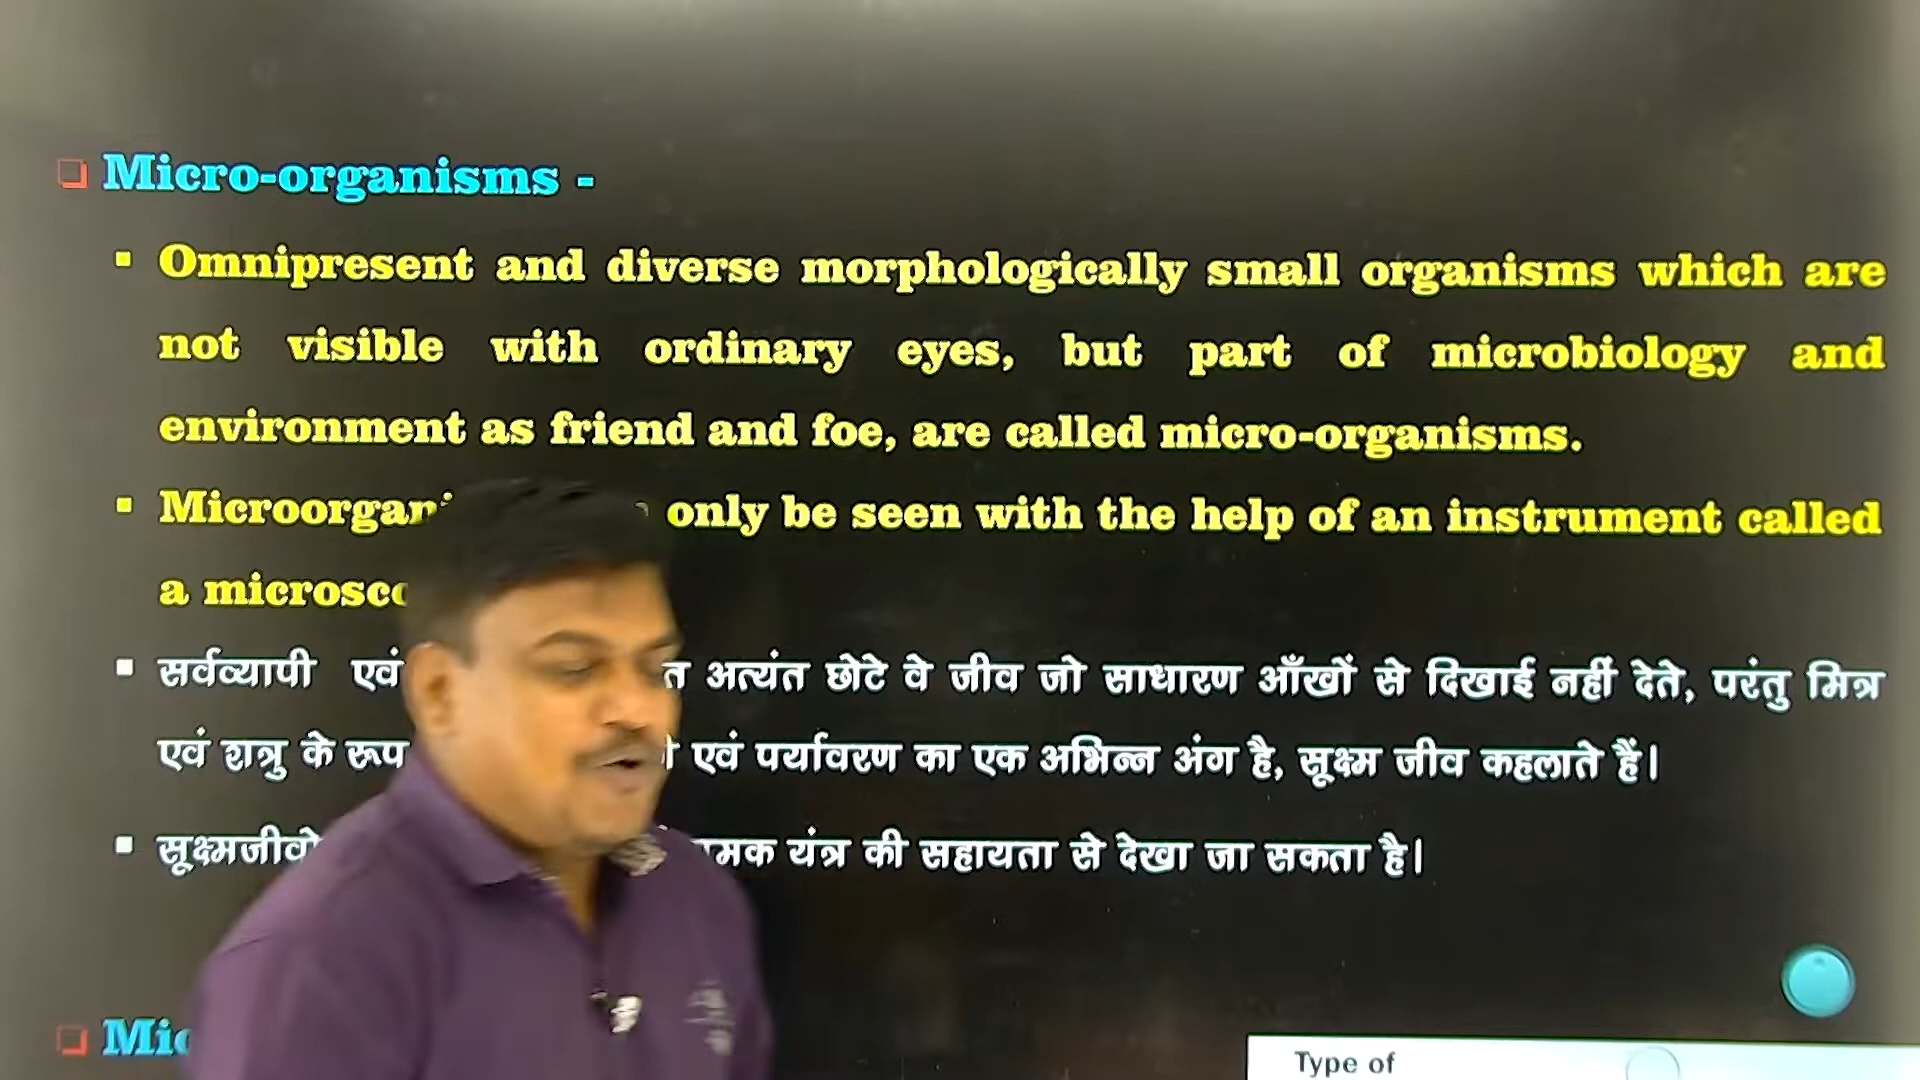 Micro-organisms -
Omnipresent and diverse morphologically small organisms which are
not visible with ordinary eyes, but part of microbiology and
environment as friend and foe, are called micro-organisms.
only be seen with the help of an instrument called
a
सर्वव्यापी एवं अत्यंत छोटे वे जीव जो साधारण आँखों से दिखाई नहीं देते, परंतु मित्र
एवं शत्रु के रूप एवं पर्यावरण का एक अभिन्न अंग है, सूक्ष्म जीव कहलाते हैं।
यंत्र की सहायता से देखा जा सकता है।
Type of